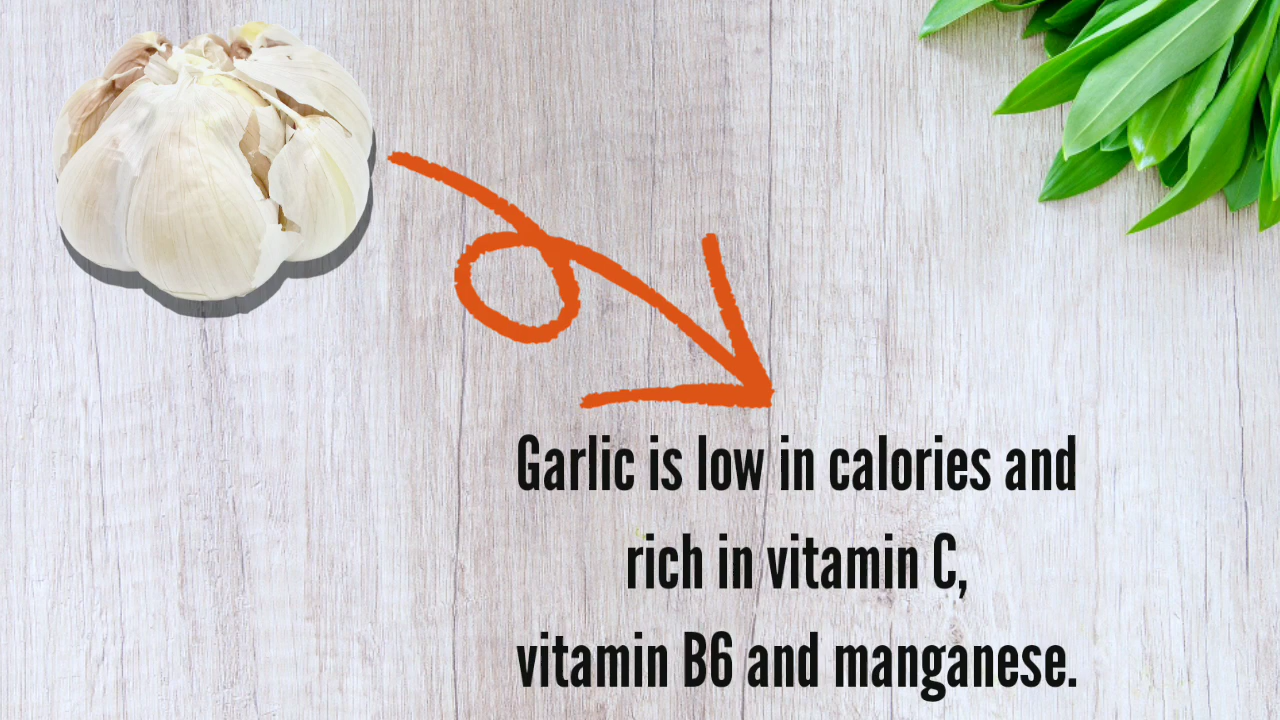 Garlic is low in calories and
rich in vitamin C,
vitamin B6 and manganese.